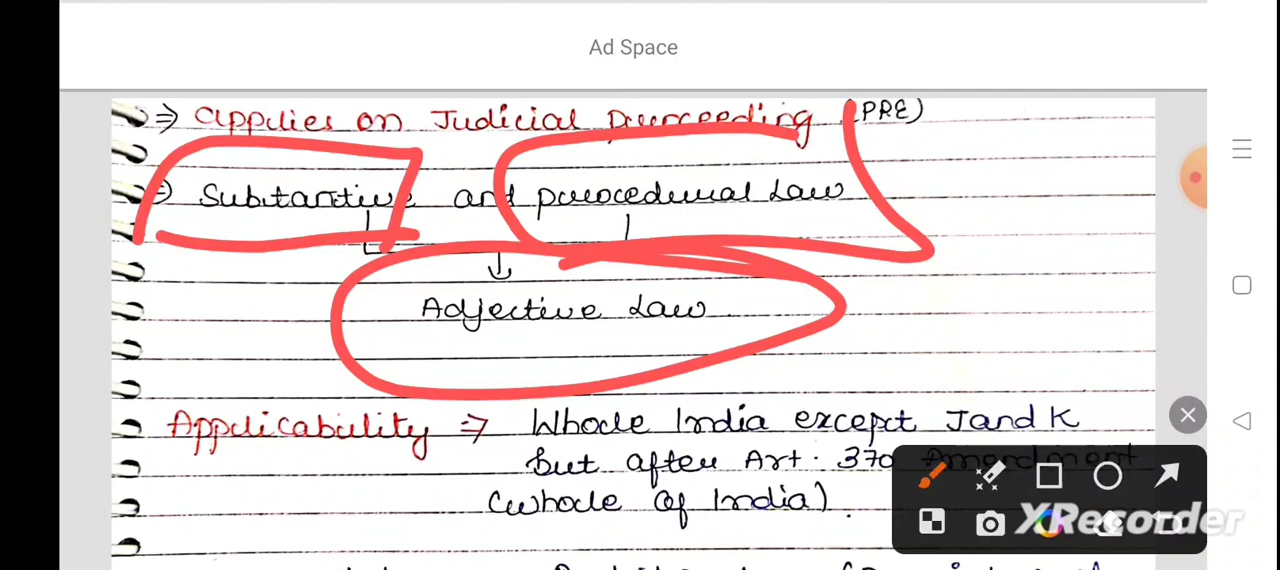 Ad Space
⇒ applies on Judicial proceeding (PRE)
⇒ Substantive and procedural Law
Adjective Law
Applicability ⇒ Whole India except J and K
But after Art. 370 Amendment
(whole of India).
XRecorder